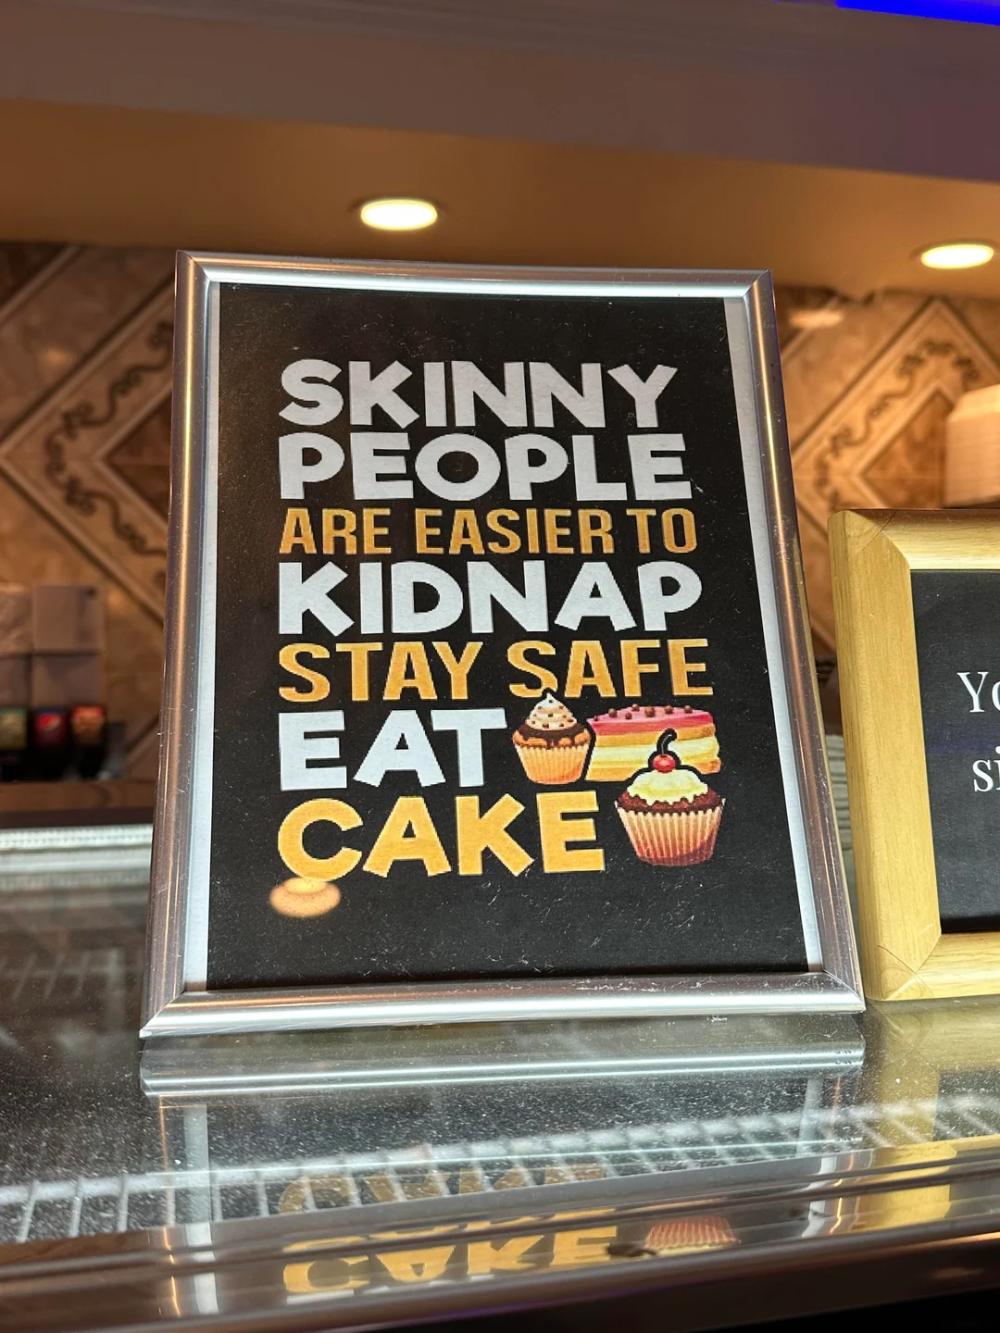 SKINNY
PEOPLE
ARE EASIER TO
KIDNAP
STAY SAFE
EAT
CAKE